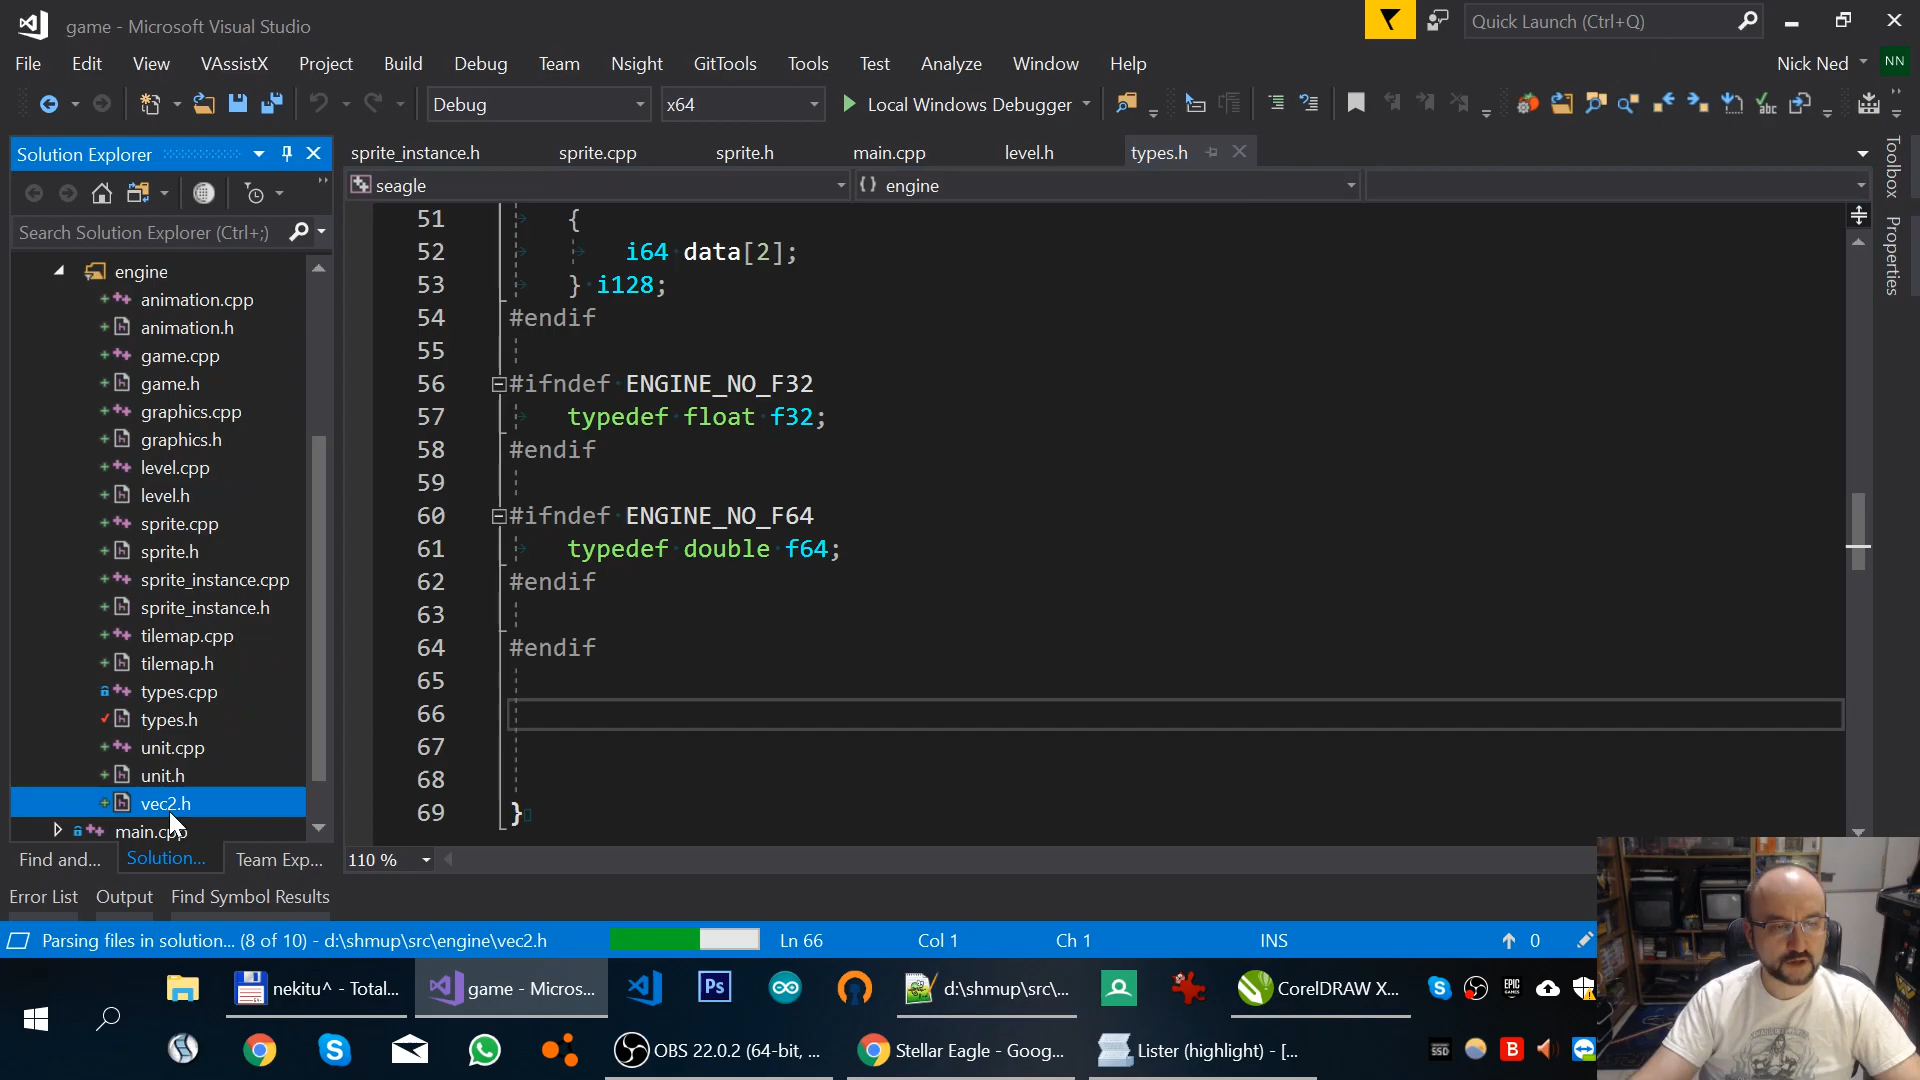 game - Microsoft Visual Studio
Quick Launch (Ctrl+Q)
File Edit View VAssistX Project Build Debug Team Nsight GitTools Tools Test Analyze Window Help
Nick Ned NN
Debug x64 Local Windows Debugger
Solution Explorer
sprite_instance.h sprite.cpp sprite.h main.cpp level.h types.h
seagle engine
Search Solution Explorer (Ctrl+;)
engine
animation.cpp
animation.h
game.cpp
game.h
graphics.cpp
graphics.h
level.cpp
level.h
sprite.cpp
sprite.h
sprite_instance.cpp
sprite_instance.h
tilemap.cpp
tilemap.h
types.cpp
types.h
unit.cpp
unit.h
vec2.h
main.cpp
51 {
52 i64 data[2];
53 } i128;
54 #endif
55
56 #ifndef ENGINE_NO_F32
57 typedef float f32;
58 #endif
59
60 #ifndef ENGINE_NO_F64
61 typedef double f64;
62 #endif
63
64 #endif
65
66
67
68
69 }
Toolbox
Properties
110 %
Find and... Solution... Team Exp...
Error List Output Find Symbol Results
Parsing files in solution... (8 of 10) - d:\shmup\src\engine\vec2.h Ln 66 Col 1 Ch 1 INS 0
nekitu^ - Total... game - Micros... Ps d:\shmup\src\... CorelDRAW X... EPIC GAMES
OBS 22.0.2 (64-bit, ... Stellar Eagle - Goog... Lister (highlight) - [... SSD B